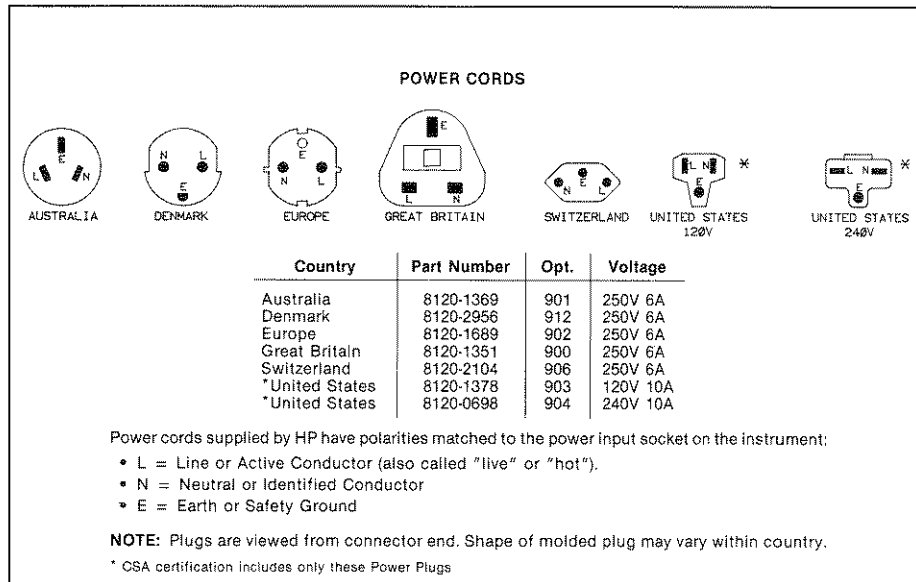 POWER CORDS
E
L N
AUSTRALIA
N L
E
DENMARK
E
N L
EUROPE
E
L N
GREAT BRITAIN
N E L
SWITZERLAND
L N *
E
UNITED STATES
120V
L N *
E
UNITED STATES
240V
Country Part Number Opt. Voltage
Australia 8120-1369 901 250V 6A
Denmark 8120-2956 912 250V 6A
Europe 8120-1689 902 250V 6A
Great Britain 8120-1351 900 250V 6A
Switzerland 8120-2104 906 250V 6A
*United States 8120-1378 903 120V 10A
*United States 8120-0698 904 240V 10A
Power cords supplied by HP have polarities matched to the power input socket on the instrument:
• L = Line or Active Conductor (also called "live" or "hot").
• N = Neutral or Identified Conductor
• E = Earth or Safety Ground
NOTE: Plugs are viewed from connector end. Shape of molded plug may vary within country.
* CSA certification includes only these Power Plugs